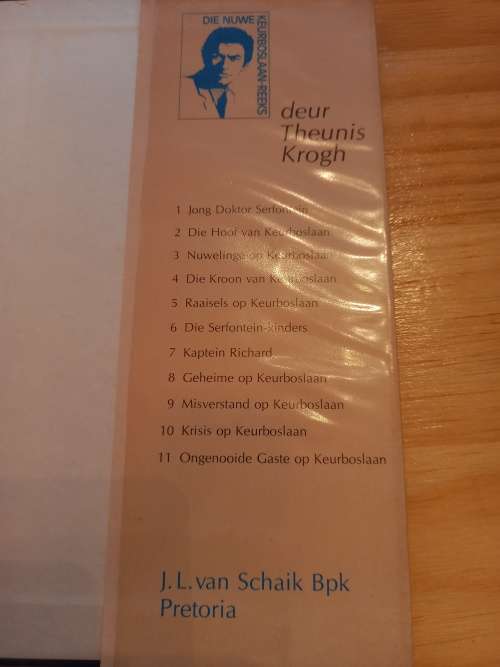 DIE NUWE
KEURBOSLAAN-REEKS
deur
Theunis
Krogh
1 Jong Doktor Serfontein
2 Die Hoof van Keurboslaan
3 Nuwelinge op Keurboslaan
4 Die Kroon van Keurboslaan
5 Raaisels op Keurboslaan
6 Die Serfontein-kinders
7 Kaptein Richard
8 Geheime op Keurboslaan
9 Misverstand op Keurboslaan
10 Krisis op Keurboslaan
11 Ongenooide Gaste op Keurboslaan
J.L. van Schaik Bpk
Pretoria